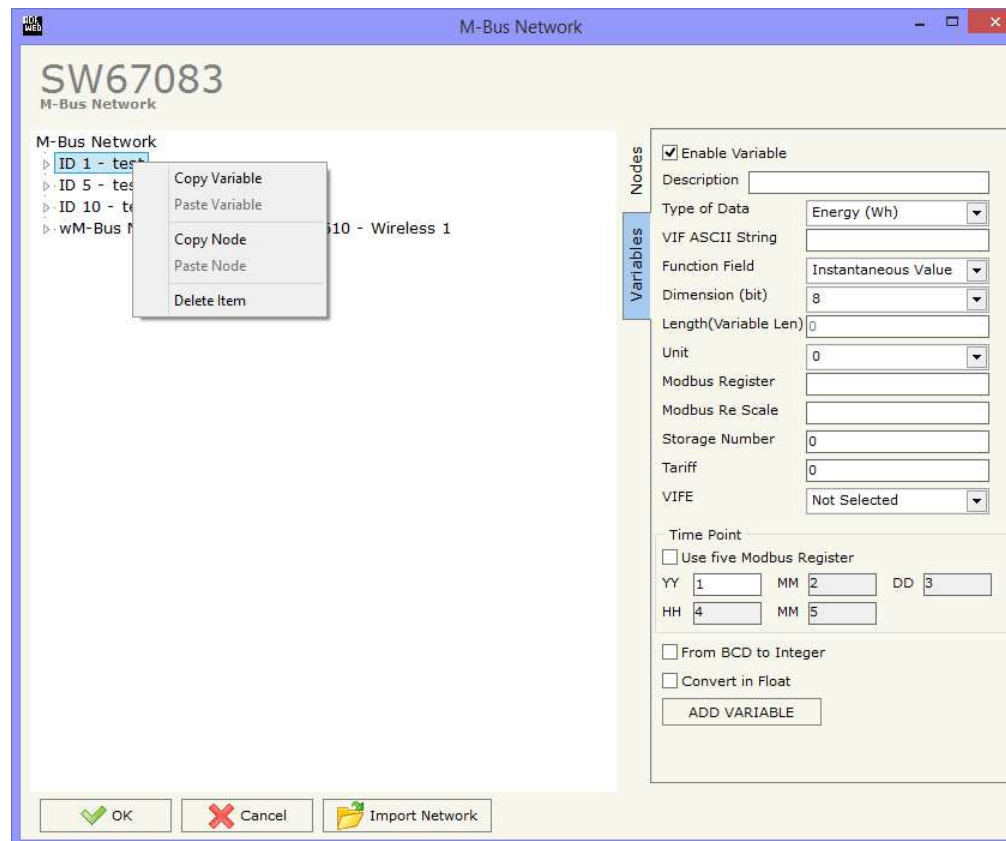 ADF
WEB
M-Bus Network
SW67083
M-Bus Network
M-Bus Network
ID 1 - test
ID 5 - tes
ID 10 - te
wM-Bus 510 - Wireless 1
Copy Variable
Paste Variable
Copy Node
Paste Node
Delete Item
Nodes
Variables
Enable Variable
Description
Type of Data Energy (Wh)
VIF ASCII String
Function Field Instantaneous Value
Dimension (bit) 8
Length(Variable Len) 0
Unit 0
Modbus Register
Modbus Re Scale
Storage Number 0
Tariff 0
VIFE Not Selected
Time Point
Use five Modbus Register
YY 1 MM 2 DD 3
HH 4 MM 5
From BCD to Integer
Convert in Float
ADD VARIABLE
OK Cancel Import Network